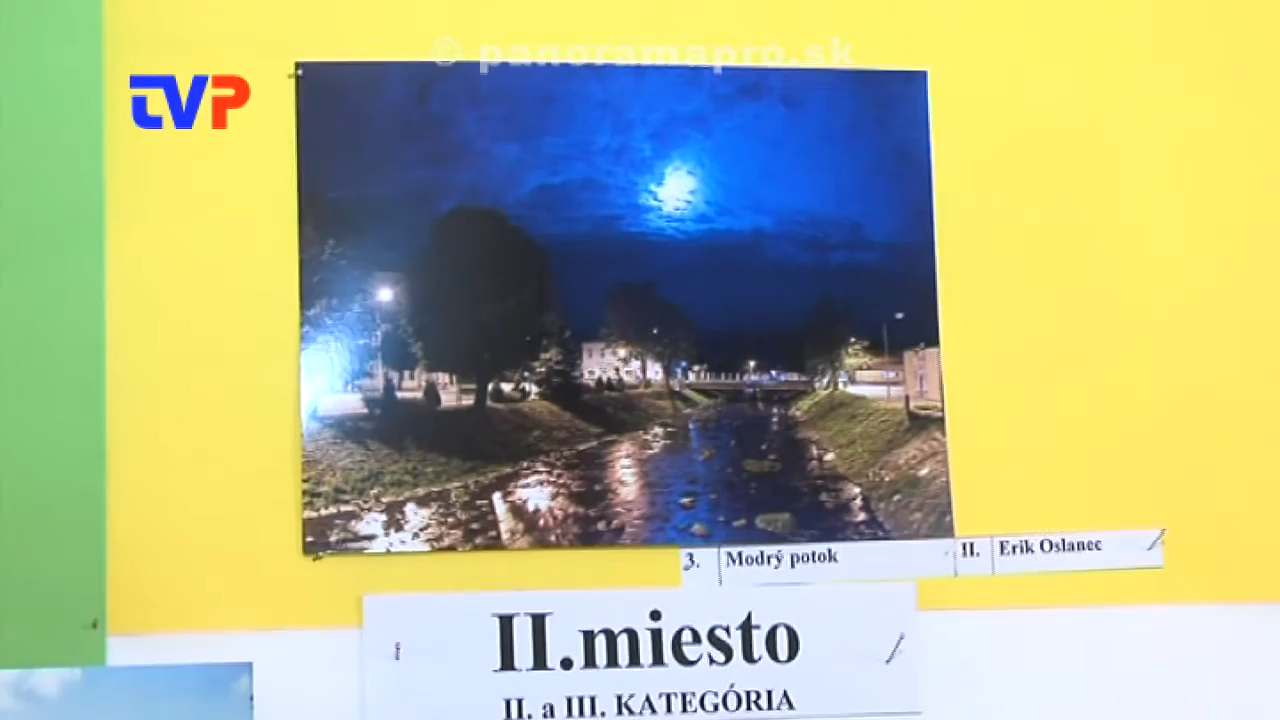 © panoramapro.sk
TVP
3. Modrý potok II. Erik Oslanec
II.miesto
II. a III. KATEGÓRIA